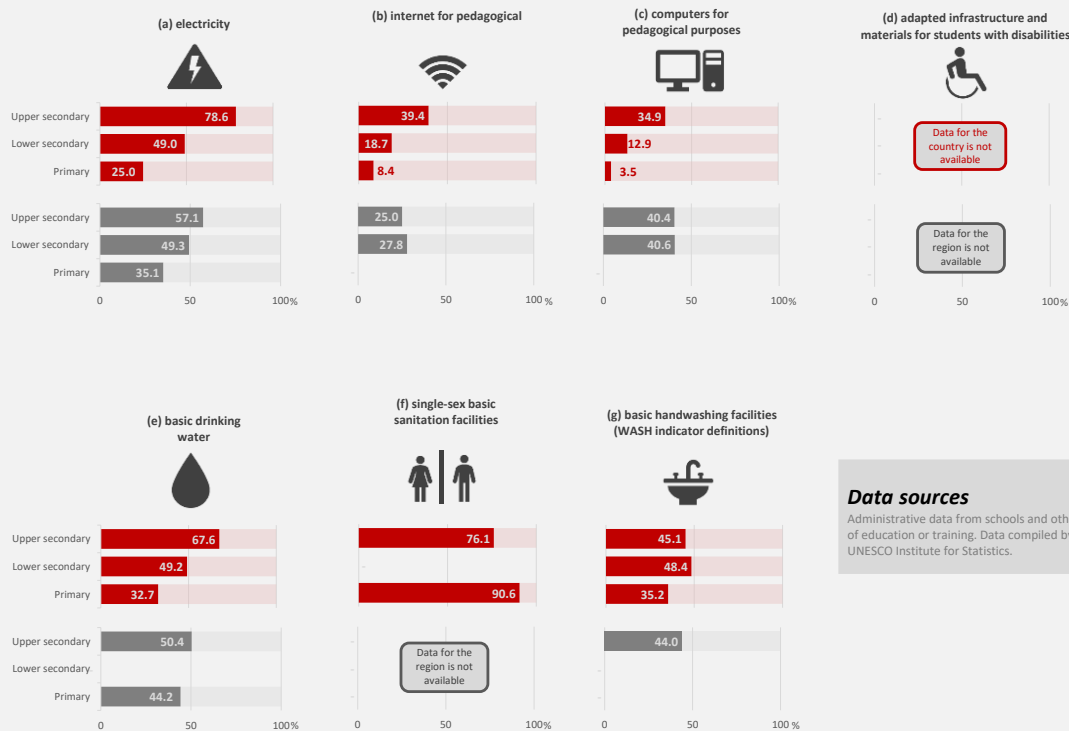 (a) electricity
(b) internet for pedagogical
(c) computers for
pedagogical purposes
(d) adapted infrastructure and
materials for students with disabilities
Upper secondary
78.6
39.4
34.9
Lower secondary
49.0
18.7
12.9
Primary
25.0
8.4
3.5
Data for the
country is not
available
Upper secondary
57.1
25.0
40.4
Lower secondary
49.3
27.8
40.6
Primary
35.1
Data for the
region is not
available
0 50 100%
0 50 100 %
0 50 100 %
0 50 100 %
(e) basic drinking
water
(f) single-sex basic
sanitation facilities
(g) basic handwashing facilities
(WASH indicator definitions)
Upper secondary
67.6
76.1
45.1
Lower secondary
49.2
48.4
Primary
32.7
90.6
35.2
Upper secondary
50.4
44.0
Lower secondary
Primary
44.2
Data for the
region is not
available
0 50 100%
0 50 100 %
0 50 100 %
Data sources
Administrative data from schools and oth
of education or training. Data compiled by
UNESCO Institute for Statistics.